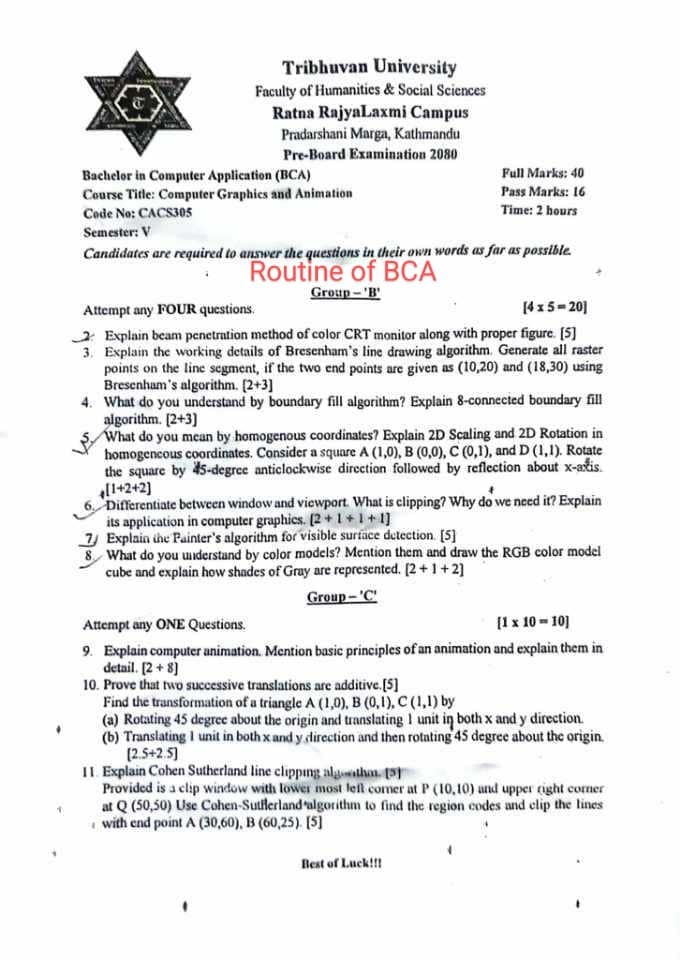 Tribhuvan University
Faculty of Humanities & Social Sciences
Ratna RajyaLaxmi Campus
Pradarshani Marga, Kathmandu
Pre-Board Examination 2080
Bachelor in Computer Application (BCA) Full Marks: 40
Course Title: Computer Graphics and Animation Pass Marks: 16
Code No: CACS305 Time: 2 hours
Semester: V
Candidates are required to answer the questions in their own words as far as possible.
Routine of BCA
Group – 'B'
Attempt any FOUR questions. [4 x 5 = 20]
2. Explain beam penetration method of color CRT monitor along with proper figure. [5]
3. Explain the working details of Bresenham's line drawing algorithm. Generate all raster
points on the line segment, if the two end points are given as (10,20) and (18,30) using
Bresenham's algorithm. [2+3]
4. What do you understand by boundary fill algorithm? Explain 8-connected boundary fill
algorithm. [2+3]
5. What do you mean by homogenous coordinates? Explain 2D Scaling and 2D Rotation in
homogeneous coordinates. Consider a square A (1,0), B (0,0), C (0,1), and D (1,1). Rotate
the square by 45-degree anticlockwise direction followed by reflection about x-axis.
[1+2+2]
6. Differentiate between window and viewport. What is clipping? Why do we need it? Explain
its application in computer graphics. [2 + 1 + 1 + 1]
7. Explain the Painter's algorithm for visible surface detection. [5]
8. What do you understand by color models? Mention them and draw the RGB color model
cube and explain how shades of Gray are represented. [2 + 1 + 2]
Group – 'C'
Attempt any ONE Questions. [1 x 10 = 10]
9. Explain computer animation. Mention basic principles of an animation and explain them in
detail. [2 + 8]
10. Prove that two successive translations are additive.[5]
Find the transformation of a triangle A (1,0), B (0,1), C (1,1) by
(a) Rotating 45 degree about the origin and translating 1 unit in both x and y direction.
(b) Translating 1 unit in both x and y direction and then rotating 45 degree about the origin.
[2.5+2.5]
11. Explain Cohen Sutherland line clipping algorithm. [5]
Provided is a clip window with lower most left corner at P (10,10) and upper right corner
at Q (50,50) Use Cohen-Sutherland algorithm to find the region codes and clip the lines
with end point A (30,60), B (60,25). [5]
Best of Luck!!!